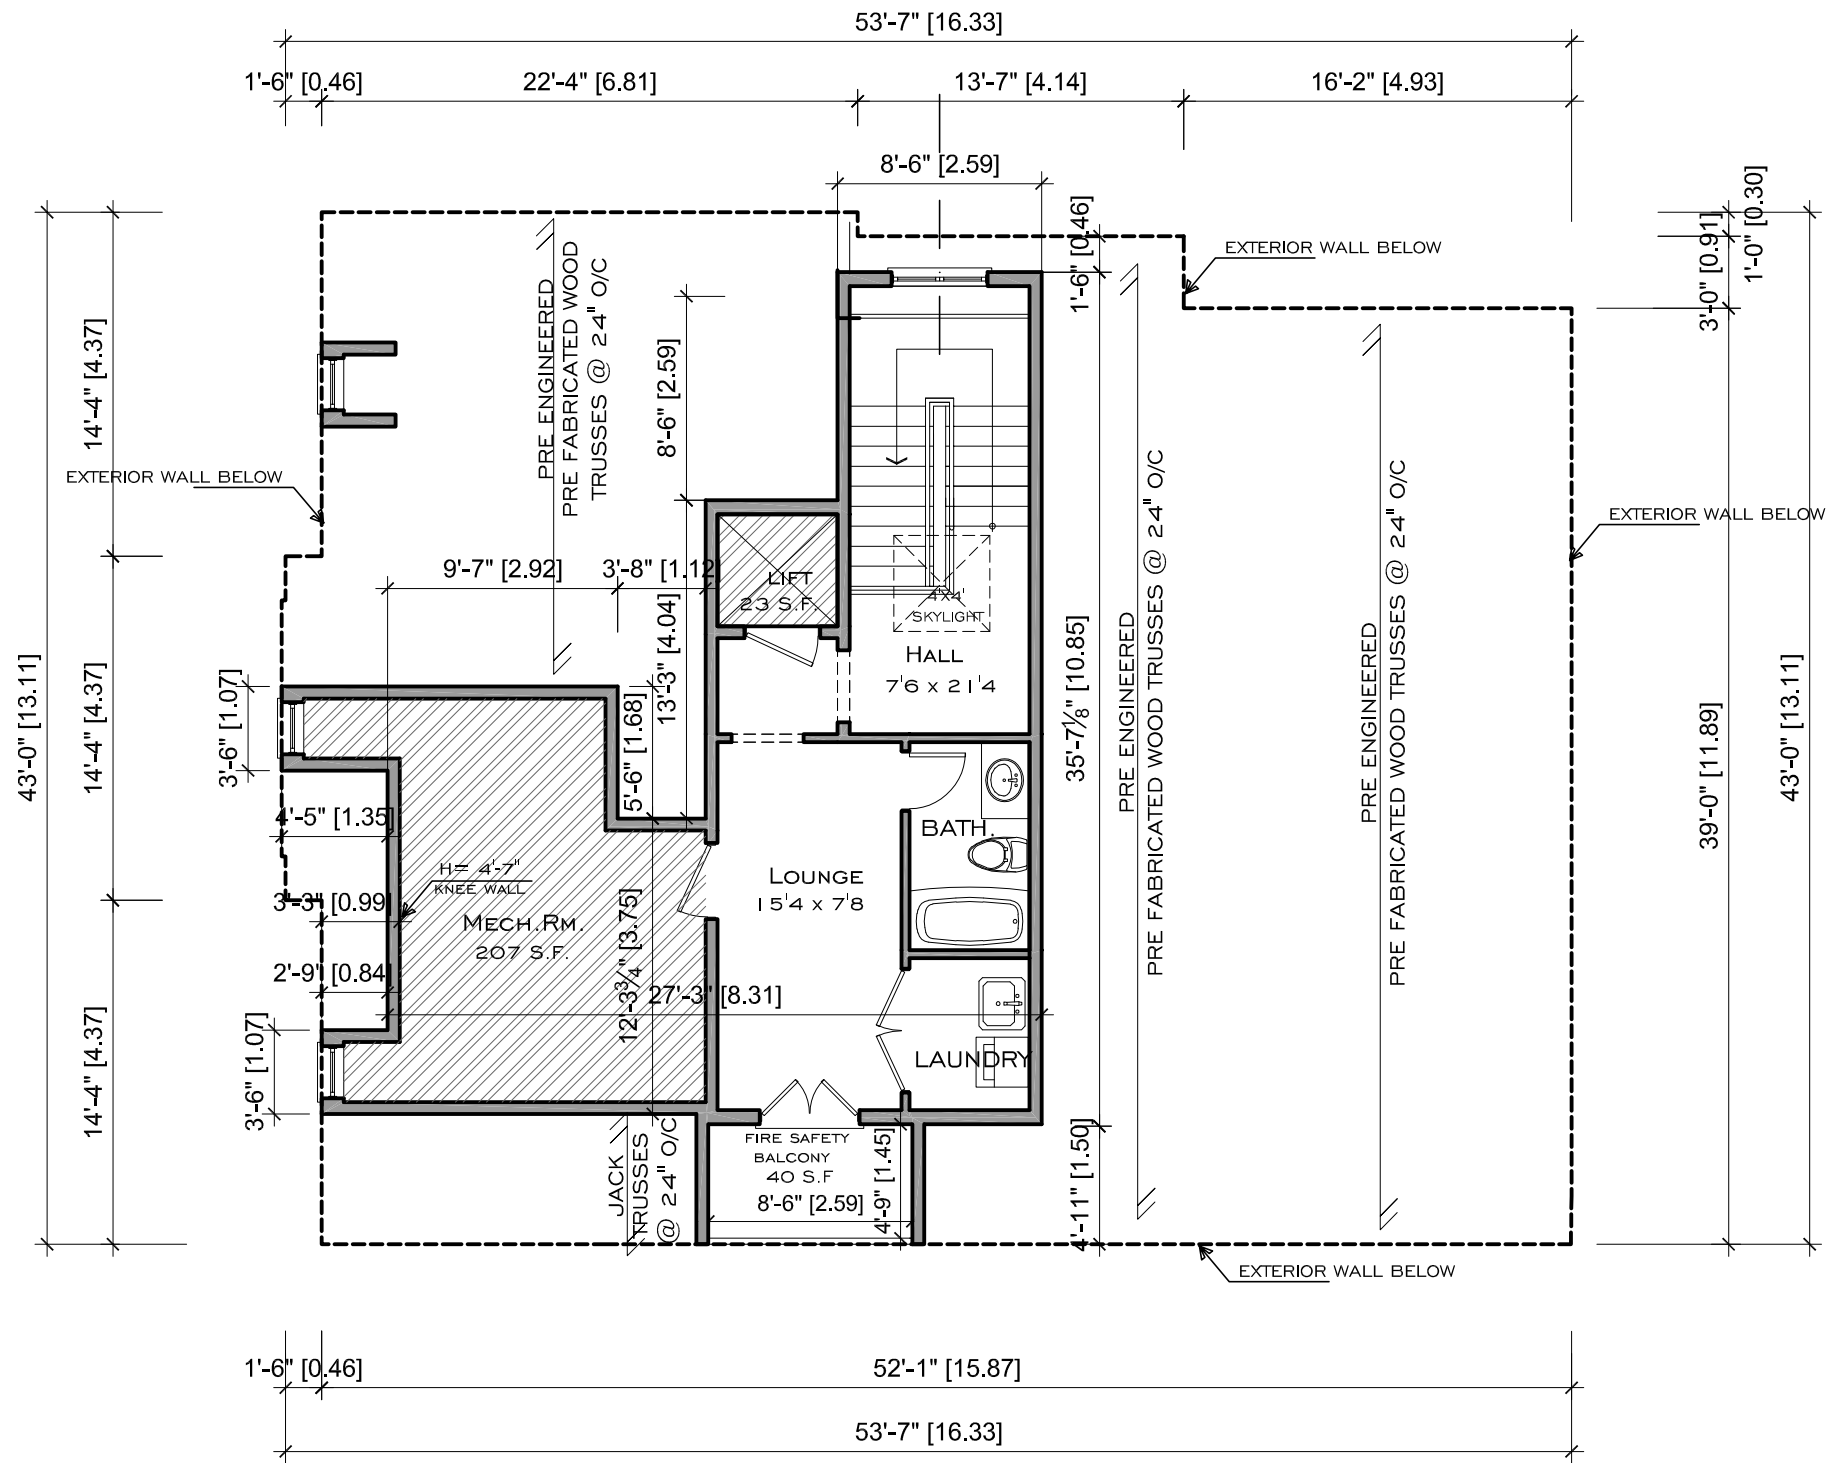 53'-7" [16.33]
1'-6" [0.46]
22'-4" [6.81]
13'-7" [4.14]
16'-2" [4.93]
8'-6" [2.59]
1'-6" [0.46]
3'-0" [0.91]
1'-0" [0.30]
EXTERIOR WALL BELOW
PRE ENGINEERED
PRE FABRICATED WOOD
TRUSSES @ 24" O/C
14'-4" [4.37]
8'-6" [2.59]
EXTERIOR WALL BELOW
EXTERIOR WALL BELOW
9'-7" [2.92]
3'-8" [1.12]
LIFT
23 S.F.
4'X4'
SKYLIGHT
HALL
7'6 x 21'4
13'-3" [4.04]
35'-7⅛" [10.85]
PRE ENGINEERED
PRE FABRICATED WOOD TRUSSES @ 24" O/C
PRE ENGINEERED
PRE FABRICATED WOOD TRUSSES @ 24" O/C
43'-0" [13.11]
14'-4" [4.37]
3'-6" [1.07]
5'-6" [1.68]
39'-0" [11.89]
43'-0" [13.11]
4'-5" [1.35]
BATH.
H= 4'-7"
KNEE WALL
LOUNGE
15'4 x 7'8
3'-3" [0.99]
MECH.RM.
207 S.F.
12'-3¾" [3.75]
2'-9" [0.84]
27'-3" [8.31]
14'-4" [4.37]
3'-6" [1.07]
LAUNDRY
JACK
TRUSSES
@ 24" O/C
FIRE SAFETY
BALCONY
40 S.F
8'-6" [2.59]
4'-9" [1.45]
4'-11" [1.50]
EXTERIOR WALL BELOW
1'-6" [0.46]
52'-1" [15.87]
53'-7" [16.33]